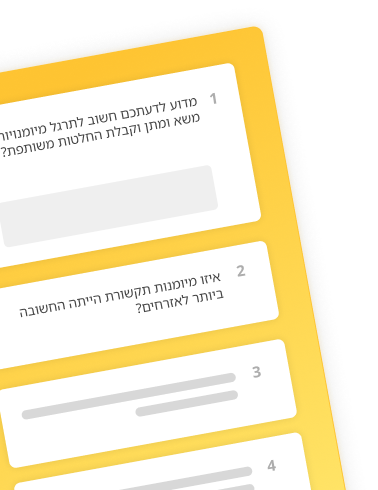 1
מדוע לדעתכם חשוב לתרגל מיומנויות
משא ומתן וקבלת החלטות משותפת?
2
איזו מיומנות תקשורת הייתה החשובה
ביותר לאזרחים?
3
4